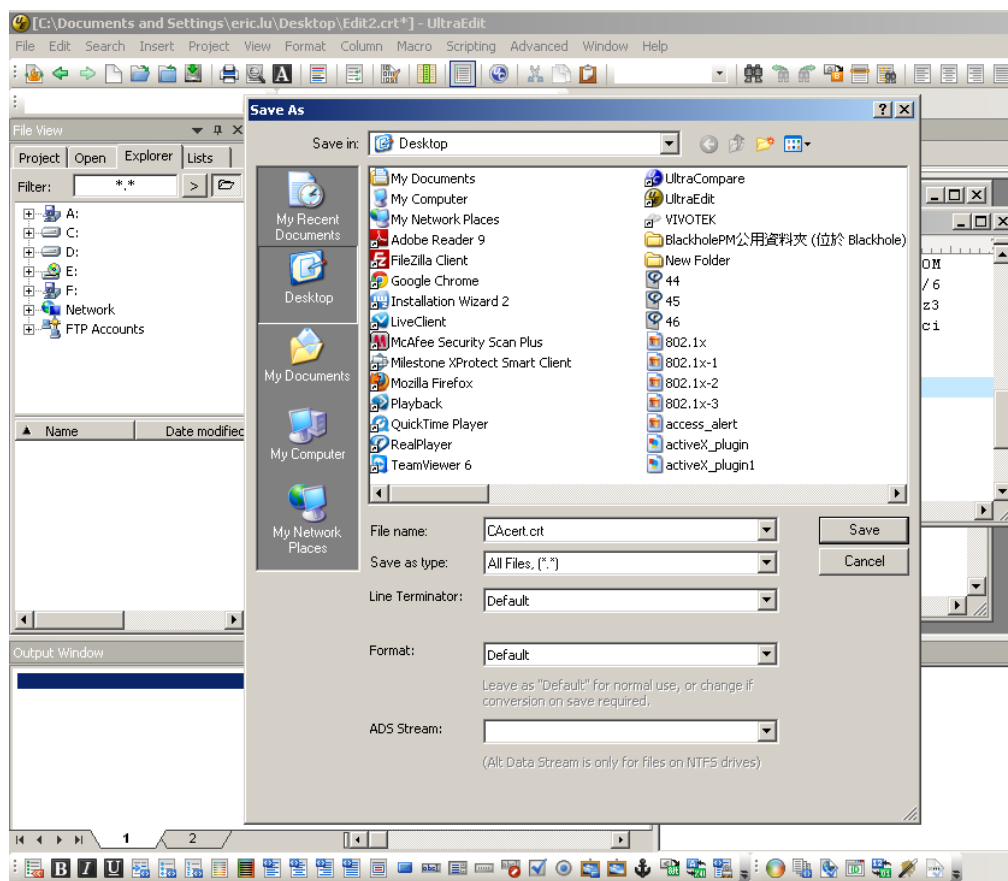 [C:\Documents and Settings\eric.lu\Desktop\Edit2.crt*] - UltraEdit
File Edit Search Insert Project View Format Column Macro Scripting Advanced Window Help
File View
Project Open Explorer Lists
Filter: *.*
A:
C:
D:
E:
F:
Network
FTP Accounts
Name Date modified
Save As
Save in: Desktop
My Recent Documents
Desktop
My Documents
My Computer
My Network Places
My Documents
My Computer
My Network Places
Adobe Reader 9
FileZilla Client
Google Chrome
Installation Wizard 2
LiveClient
McAfee Security Scan Plus
Milestone XProtect Smart Client
Mozilla Firefox
Playback
QuickTime Player
RealPlayer
TeamViewer 6
UltraCompare
UltraEdit
VIVOTEK
BlackholePM公用資料夾 (位於 Blackhole)
New Folder
44
45
46
802.1x
802.1x-1
802.1x-2
802.1x-3
access_alert
activeX_plugin
activeX_plugin1
File name: CAcert.crt
Save
Save as type: All Files, (*.*)
Cancel
Line Terminator: Default
Format: Default
Leave as "Default" for normal use, or change if
conversion on save required.
ADS Stream:
(Alt Data Stream is only for files on NTFS drives)
OM
/6
z3
ci
Output Window
1 2
B I U